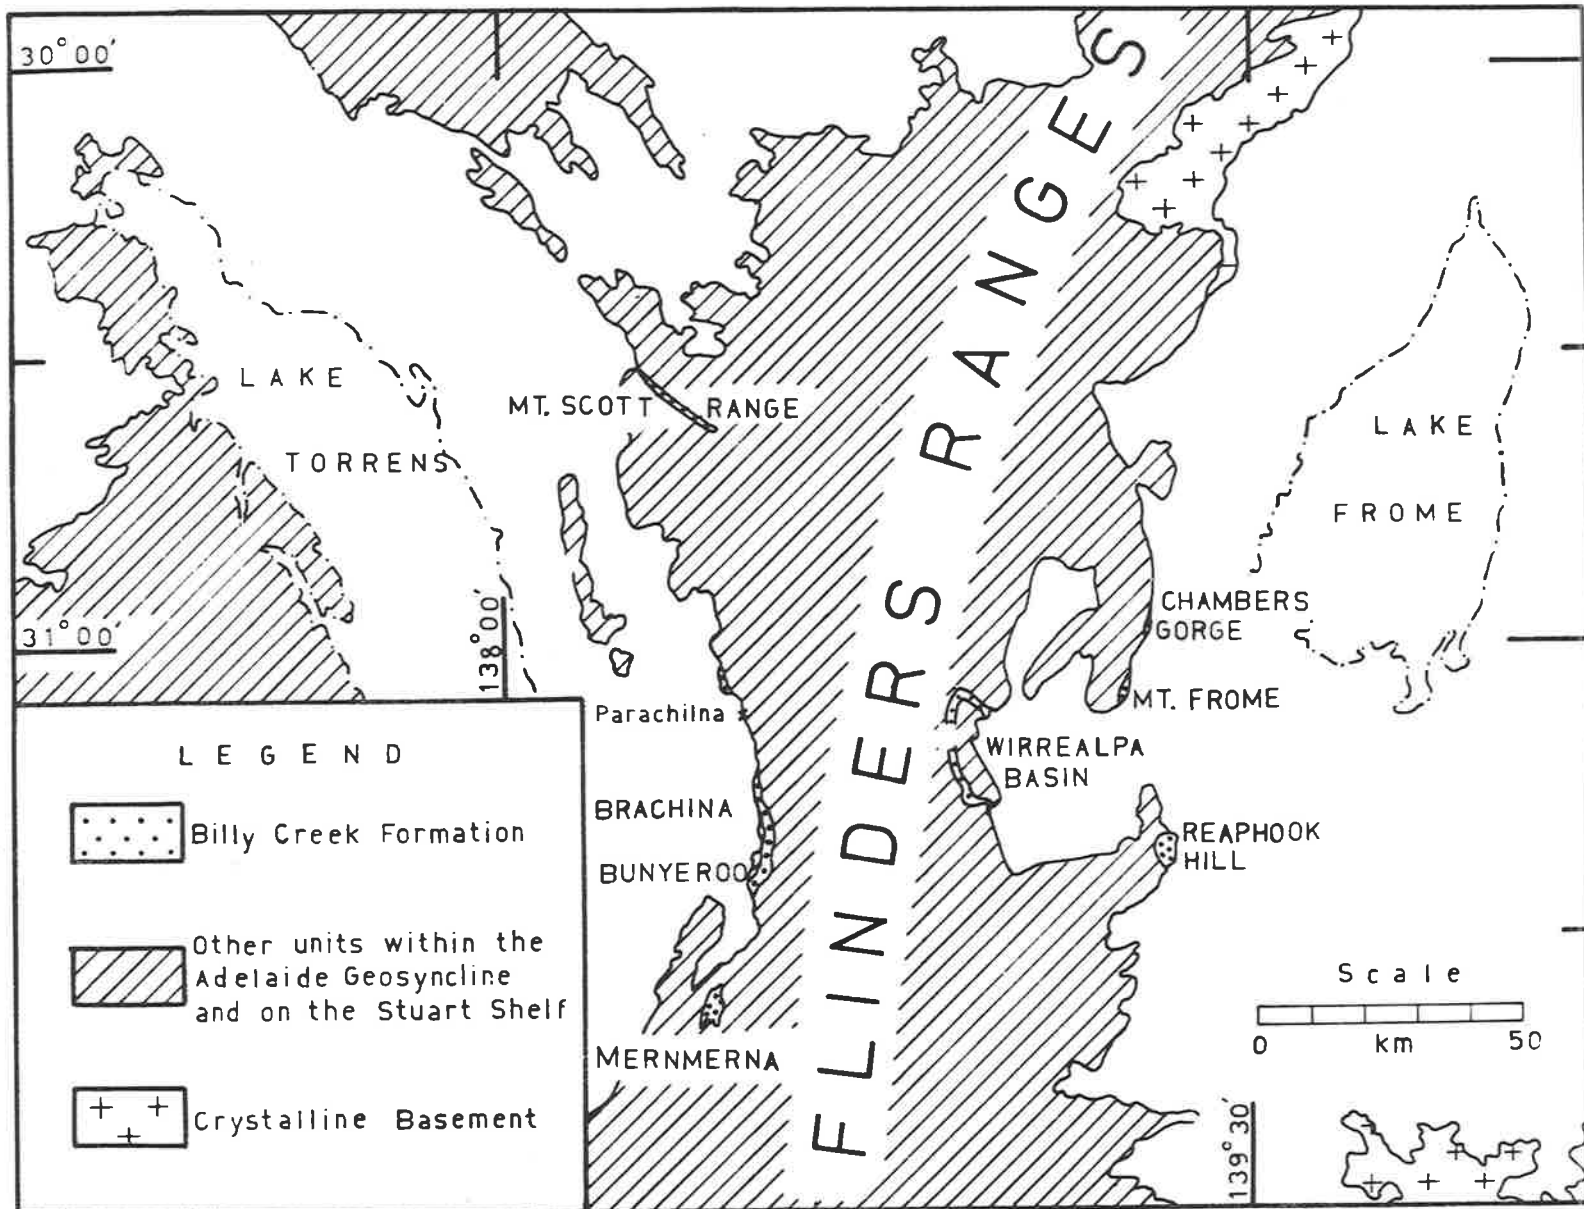 30°00'
FLINDERS RANGES
LAKE
TORRENS
MT. SCOTT RANGE
LAKE
FROME
31°00'
138°00'
CHAMBERS
GORGE
MT. FROME
Parachilna
WIRREALPA
BASIN
BRACHINA
BUNYEROO
REAPHOOK
HILL
MERNMERNA
LEGEND
Billy Creek Formation
Other units within the
Adelaide Geosyncline
and on the Stuart Shelf
Crystalline Basement
Scale
0 km 50
139°30'